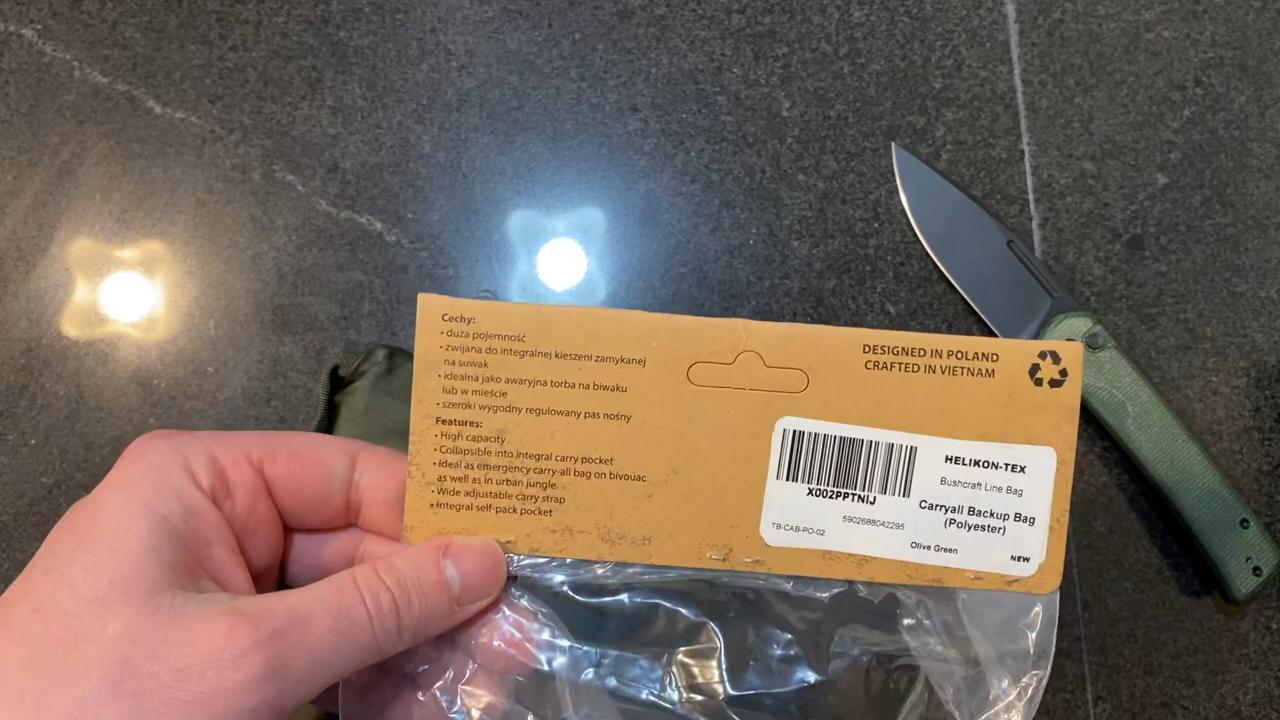 Cechy:
• duża pojemność
• zwijana do integralnej kieszeni zamykanej
na suwak
• idealna jako awaryjna torba na biwaku
lub w mieście
• szeroki wygodny regulowany pas nośny
Features:
• High capacity
• Collapsible into integral carry pocket
• Ideal as emergency carry-all bag on bivouac
as well as in urban jungle
• Wide adjustable carry strap
• Integral self-pack pocket
DESIGNED IN POLAND
CRAFTED IN VIETNAM
HELIKON-TEX
Bushcraft Line Bag
X002PPTNIJ
Carryall Backup Bag
(Polyester)
5902688042295
TB-CAB-PO-02
Olive Green
NEW